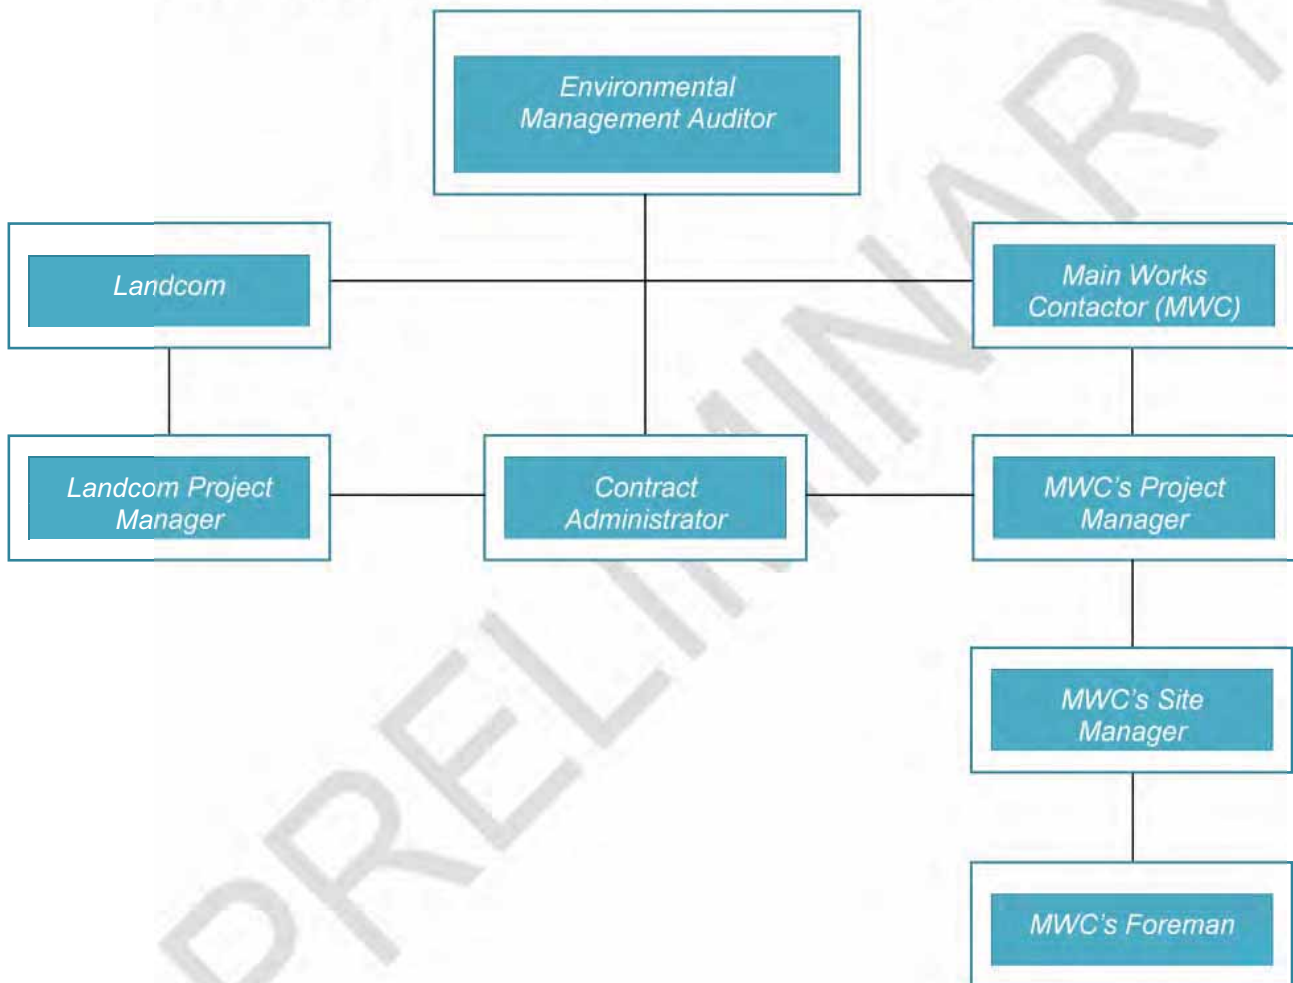 Environmental
Management Auditor
Landcom
Main Works
Contactor (MWC)
Landcom Project
Manager
Contract
Administrator
MWC's Project
Manager
MWC's Site
Manager
MWC's Foreman
PRELIMINARY